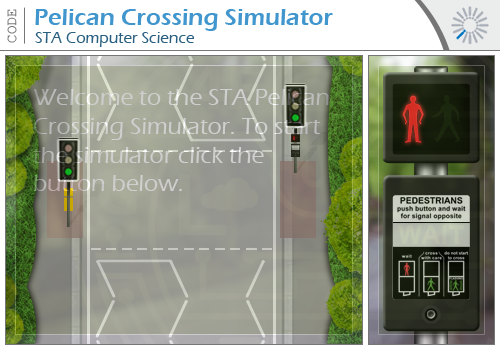 CODE
Pelican Crossing Simulator
STA Computer Science
Welcome to the STA Pelican
Crossing Simulator. To start
the simulator click the
button below.
PEDESTRIANS
push button and wait
for signal opposite
WAIT
wait
cross with care
do not start to cross